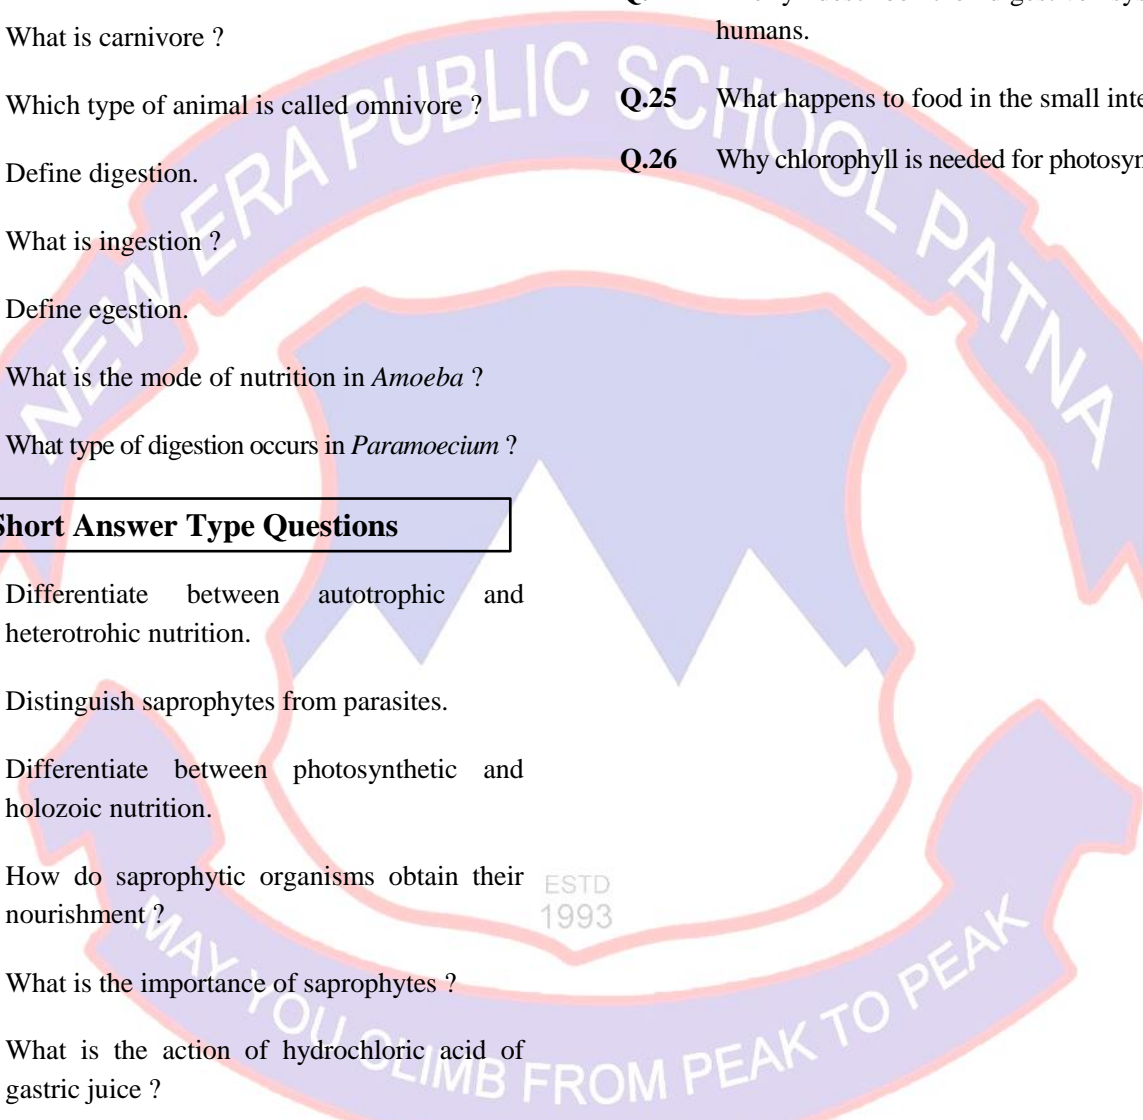 What is carnivore ?
Which type of animal is called omnivore ?
Define digestion.
What is ingestion ?
Define egestion.
What is the mode of nutrition in Amoeba ?
What type of digestion occurs in Paramoecium ?
Short Answer Type Questions
Differentiate between autotrophic and
heterotrohic nutrition.
Distinguish saprophytes from parasites.
Differentiate between photosynthetic and
holozoic nutrition.
How do saprophytic organisms obtain their
nourishment ?
What is the importance of saprophytes ?
What is the action of hydrochloric acid of
gastric juice ?
humans.
Q.25 What happens to food in the small
Q.26 Why chlorophyll is needed for
NEW ERA PUBLIC SCHOOL PATNA
ESTD
1993
MAY YOU CLIMB FROM PEAK TO PEAK